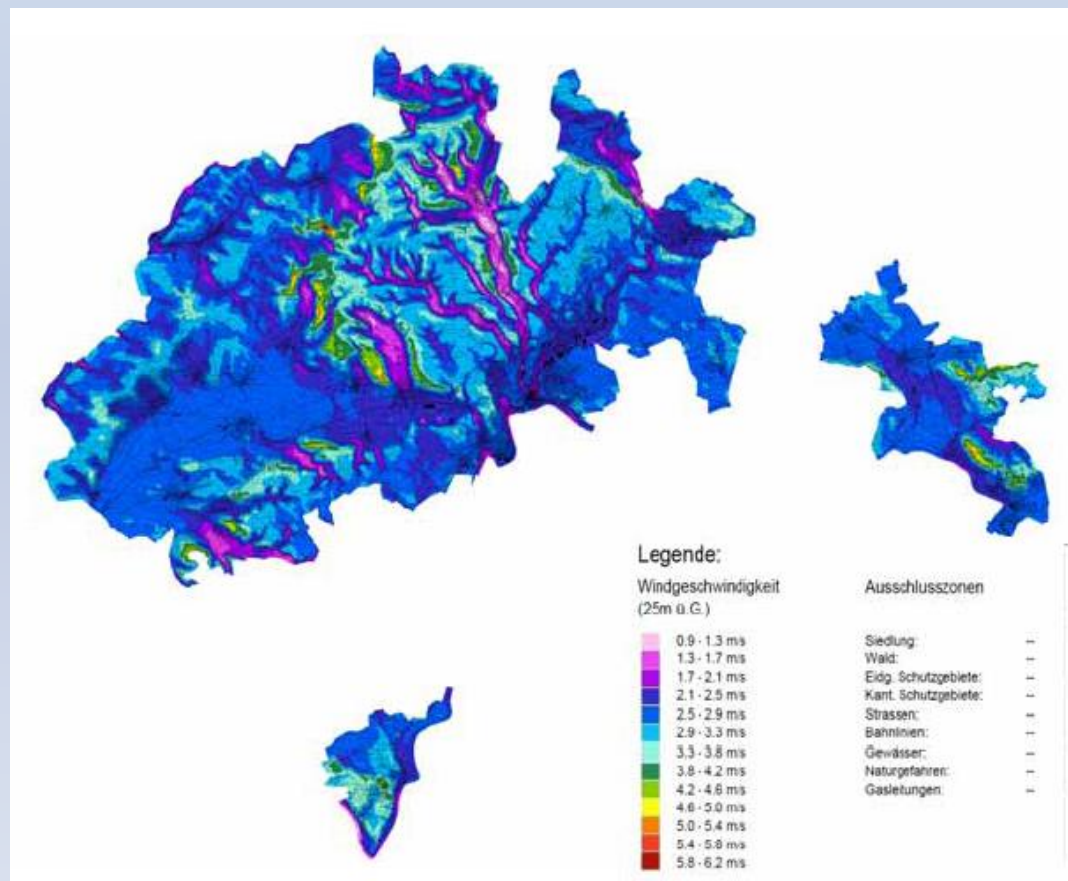 Legende:
Windgeschwindigkeit
(25m ü.G.)
0.9 - 1.3 m/s
1.3 - 1.7 m/s
1.7 - 2.1 m/s
2.1 - 2.5 m/s
2.5 - 2.9 m/s
2.9 - 3.3 m/s
3.3 - 3.8 m/s
3.8 - 4.2 m/s
4.2 - 4.6 m/s
4.6 - 5.0 m/s
5.0 - 5.4 m/s
5.4 - 5.8 m/s
5.8 - 6.2 m/s
Ausschlusszonen
Siedlung: --
Wald: --
Eidg. Schutzgebiete: --
Kant. Schutzgebiete: --
Strassen: --
Bahnlinien: --
Gewässer: --
Naturgefahren: --
Gasleitungen --